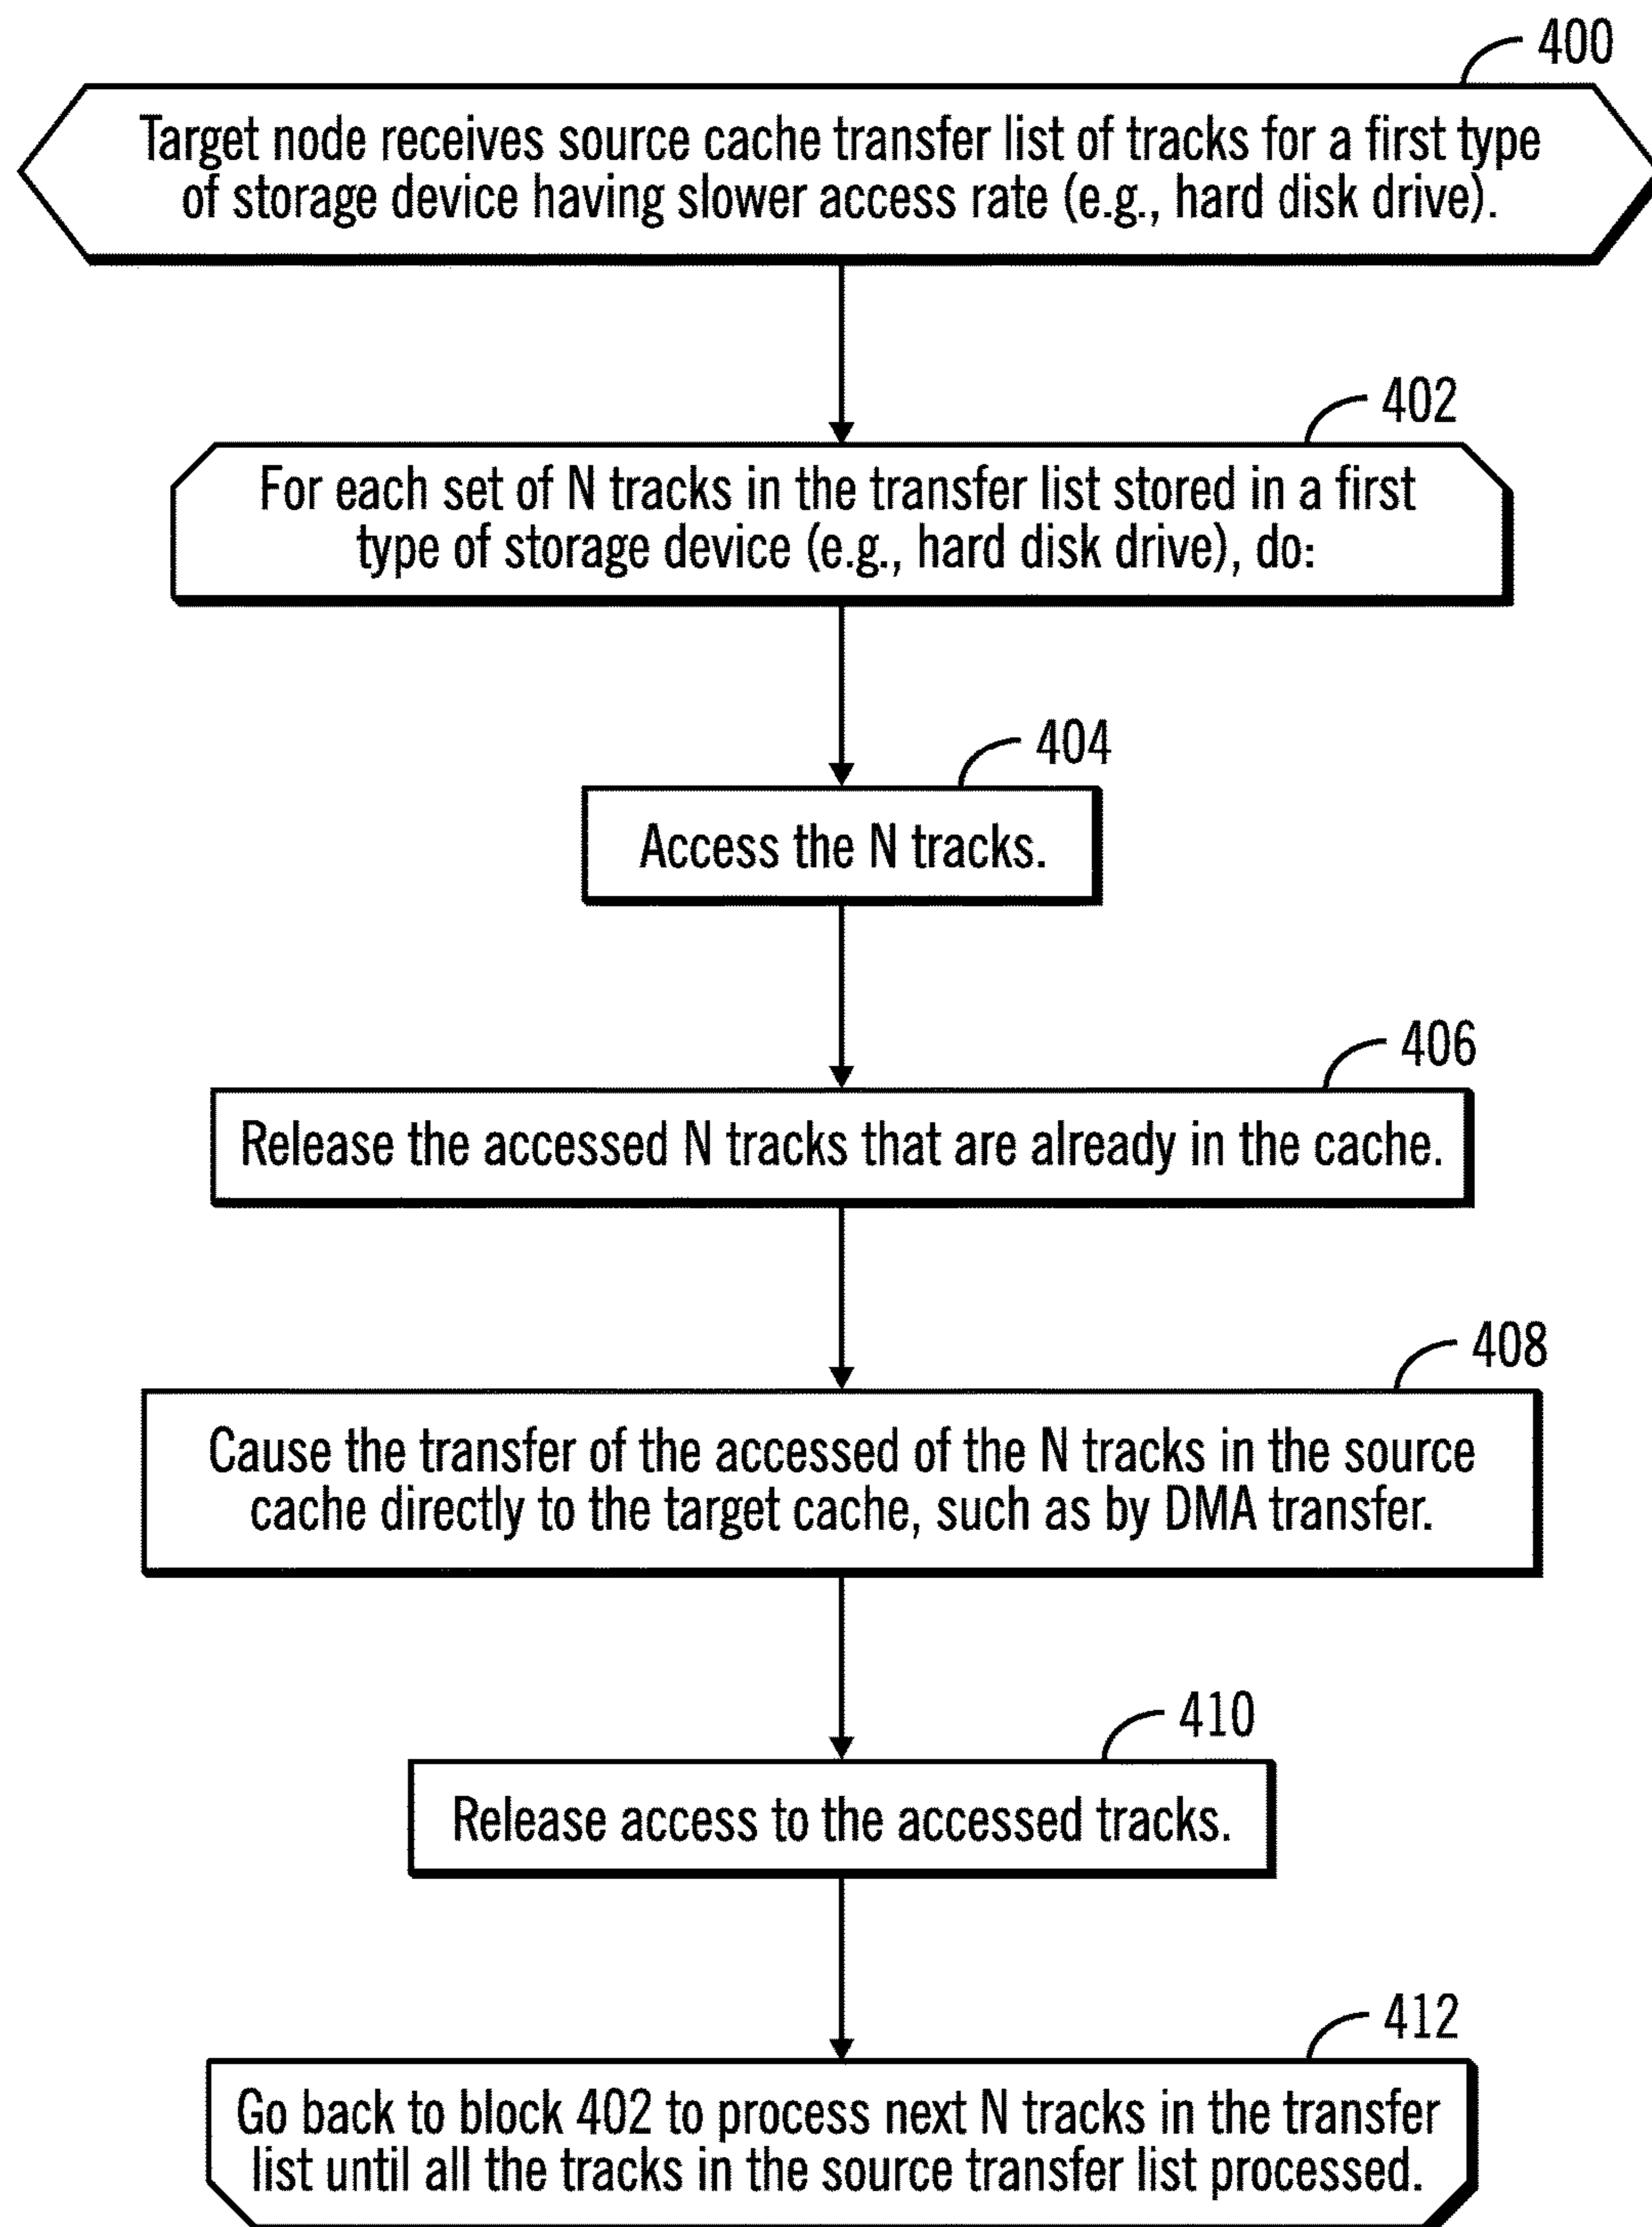 400
Target node receives source cache transfer list of tracks for a first type
of storage device having slower access rate (e.g., hard disk drive).
402
For each set of N tracks in the transfer list stored in a first
type of storage device (e.g., hard disk drive), do:
404
Access the N tracks.
406
Release the accessed N tracks that are already in the cache.
408
Cause the transfer of the accessed of the N tracks in the source
cache directly to the target cache, such as by DMA transfer.
410
Release access to the accessed tracks.
412
Go back to block 402 to process next N tracks in the transfer
list until all the tracks in the source transfer list processed.